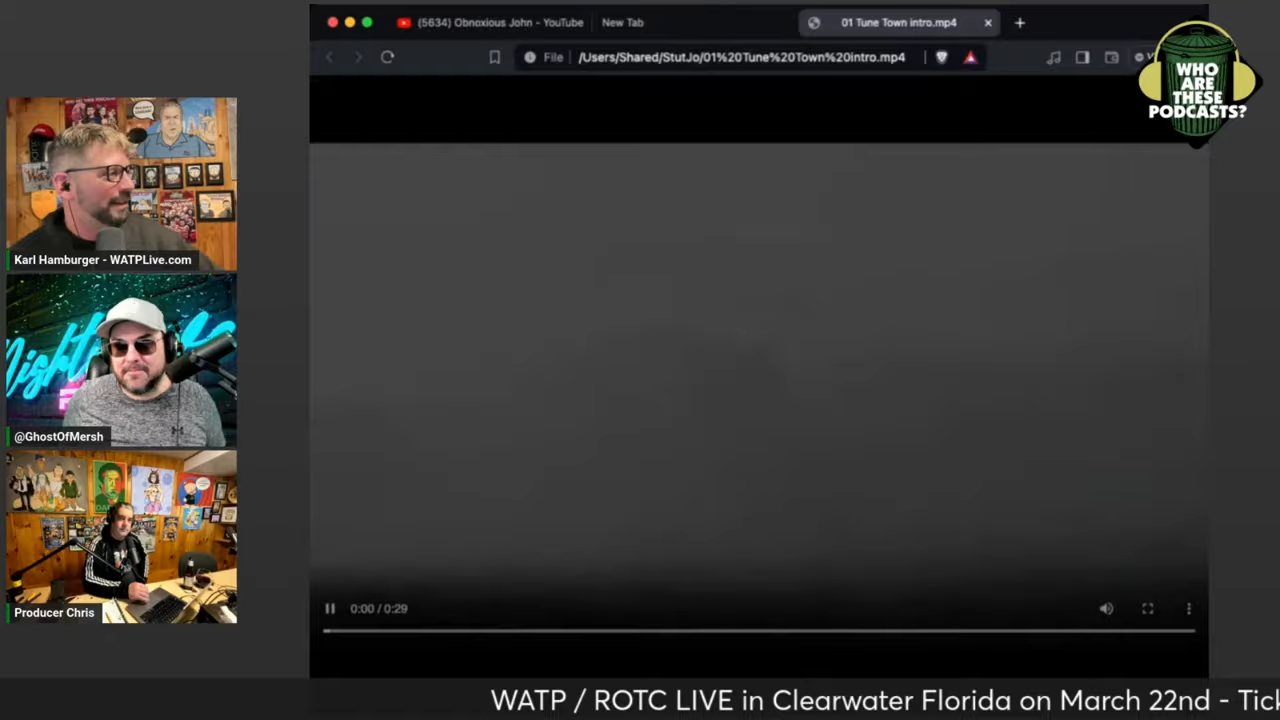 (5634) Obnoxious John - YouTube
New Tab
01 Tune Town intro.mp4
File
/Users/Shared/StutJo/01%20Tune%20Town%20intro.mp4
WHO
ARE
THESE
PODCASTS?
Karl Hamburger - WATPLive.com
@GhostOfMersh
Producer Chris
0:00 / 0:29
WATP / ROTC LIVE in Clearwater Florida on March 22nd - Tick